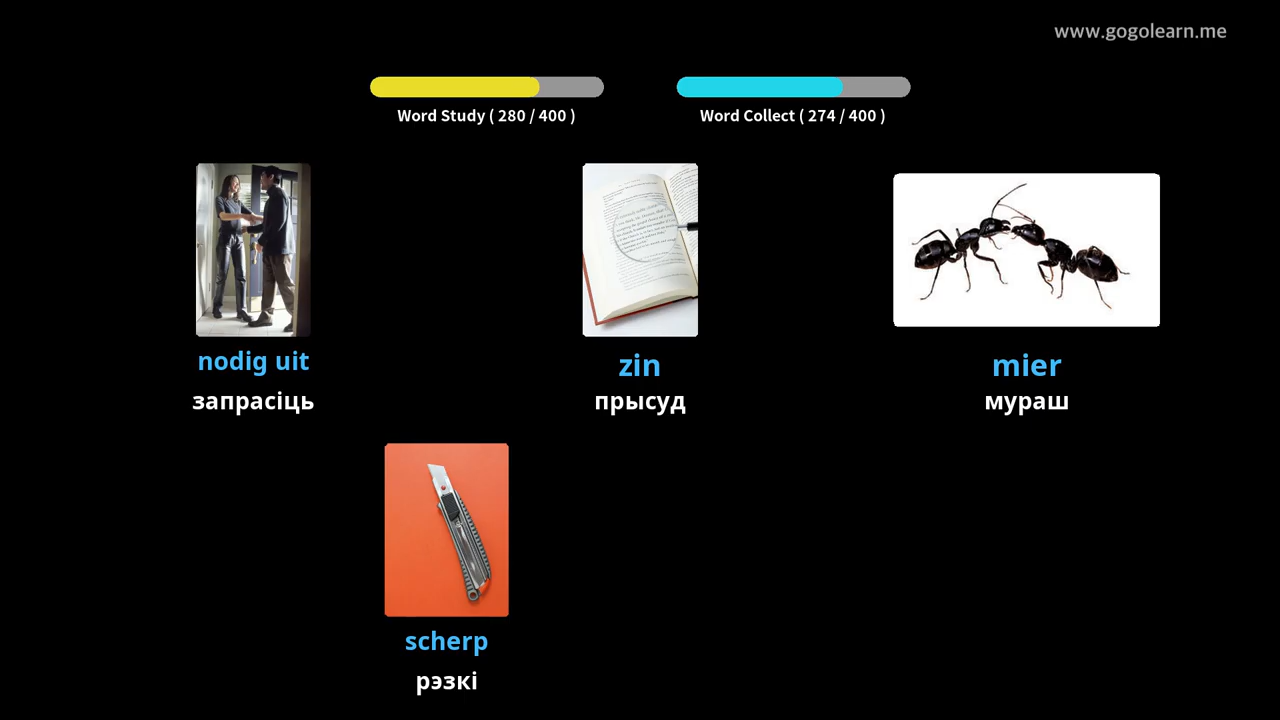 www.gogolearn.me
Word Study ( 280 / 400 )
Word Collect ( 274 / 400 )
nodig uit
запрасіць
zin
прысуд
mier
мураш
scherp
рэзкі